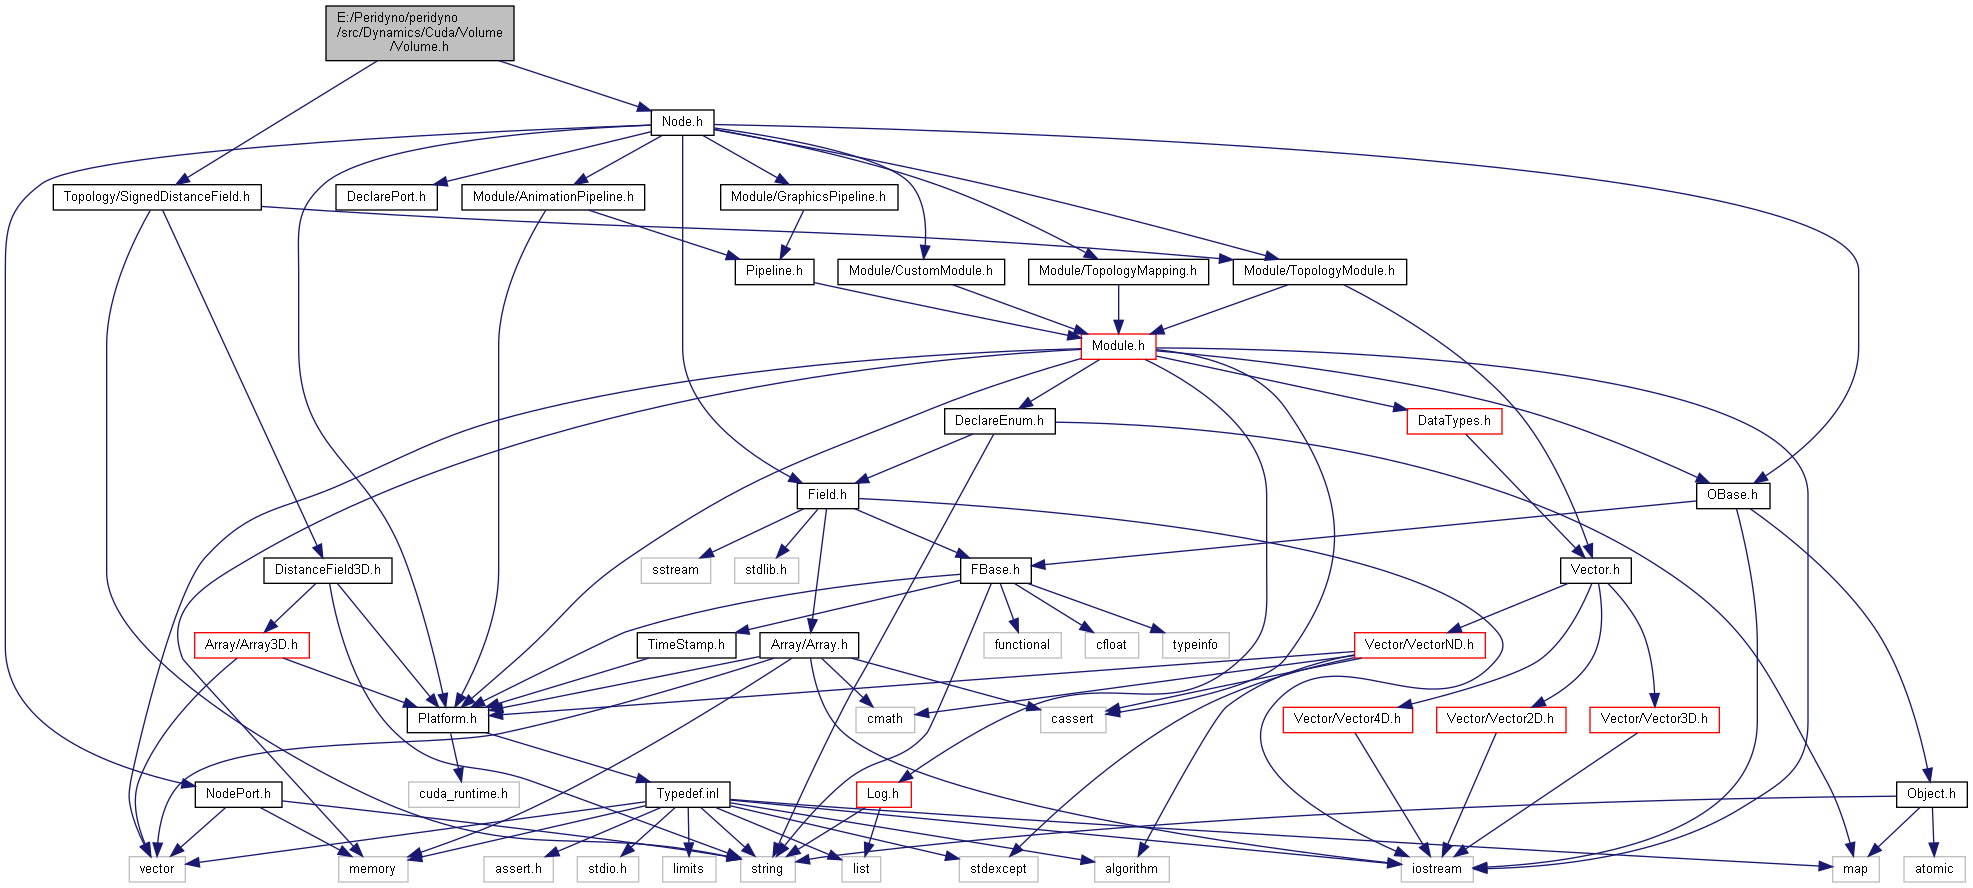 E:/Peridyno/peridyno
/src/Dynamics/Cuda/Volume
/Volume.h
Node.h
Topology/SignedDistanceField.h
DeclarePort.h
Module/AnimationPipeline.h
Module/GraphicsPipeline.h
Pipeline.h
Module/CustomModule.h
Module/TopologyMapping.h
Module/TopologyModule.h
Module.h
DeclareEnum.h
DataTypes.h
Field.h
OBase.h
DistanceField3D.h
sstream
stdlib.h
FBase.h
Vector.h
Array/Array3D.h
TimeStamp.h
Array/Array.h
functional
cfloat
typeinfo
Vector/VectorND.h
Platform.h
cmath
cassert
Vector/Vector4D.h
Vector/Vector2D.h
Vector/Vector3D.h
NodePort.h
cuda_runtime.h
Typedef.inl
Log.h
Object.h
vector
memory
assert.h
stdio.h
limits
string
list
stdexcept
algorithm
iostream
map
atomic